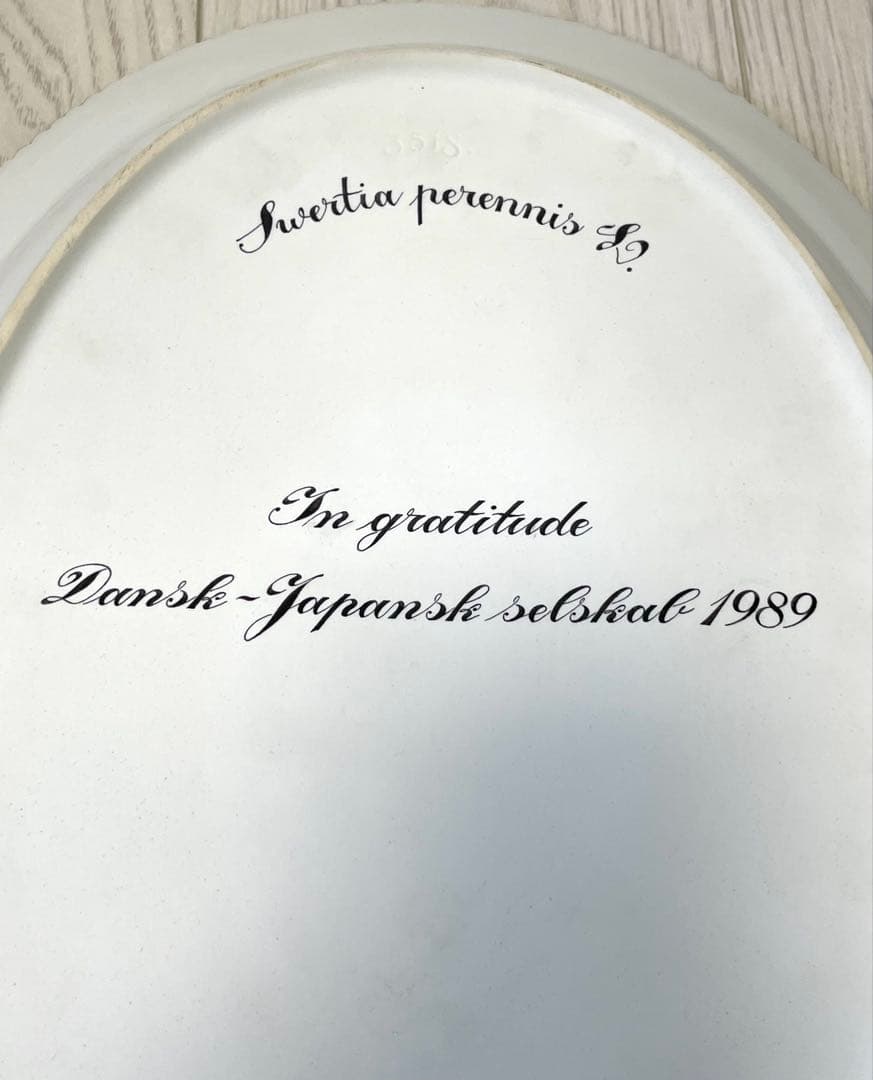 Swertia perennis L.
In gratitude
Dansk-Japansk selskab 1989